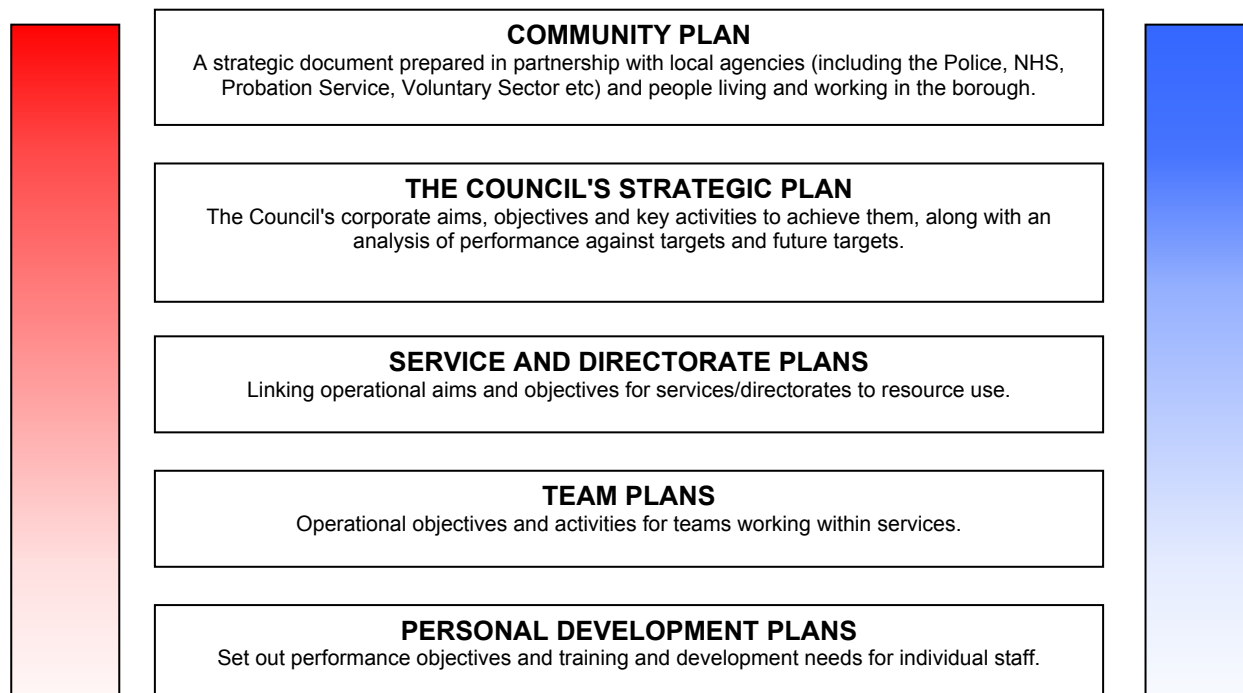 COMMUNITY PLAN
A strategic document prepared in partnership with local agencies (including the Police, NHS,
Probation Service, Voluntary Sector etc) and people living and working in the borough.
THE COUNCIL'S STRATEGIC PLAN
The Council's corporate aims, objectives and key activities to achieve them, along with an
analysis of performance against targets and future targets.
SERVICE AND DIRECTORATE PLANS
Linking operational aims and objectives for services/directorates to resource use.
TEAM PLANS
Operational objectives and activities for teams working within services.
PERSONAL DEVELOPMENT PLANS
Set out performance objectives and training and development needs for individual staff.